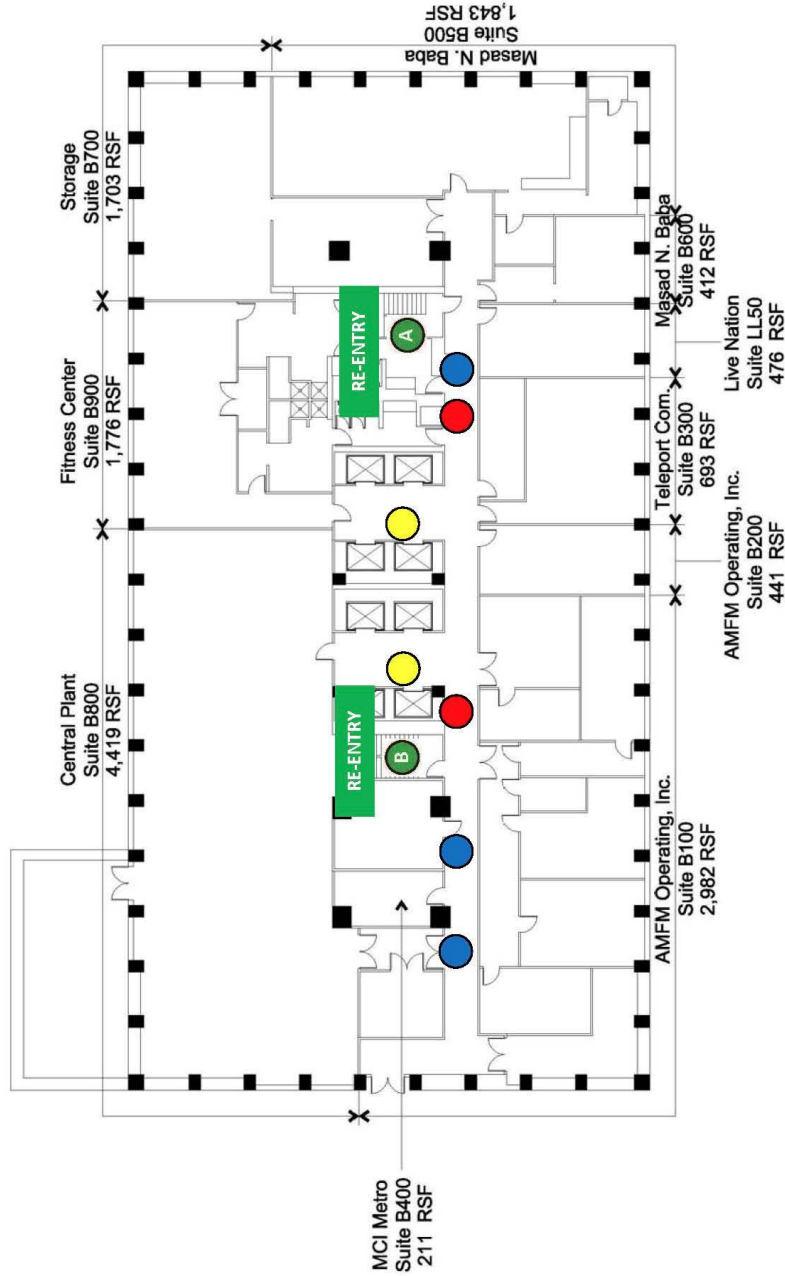 Masad N. Baba
Suite B500
1,843 RSF
Storage
Suite B700
1,703 RSF
Fitness Center
Suite B900
1,776 RSF
Central Plant
Suite B800
4,419 RSF
RE-ENTRY
A
RE-ENTRY
B
MCI Metro
Suite B400
211 RSF
AMFM Operating, Inc.
Suite B100
2,982 RSF
AMFM Operating, Inc.
Suite B200
441 RSF
Teleport Com.
Suite B300
693 RSF
Live Nation
Suite LL50
476 RSF
Masad N. Baba
Suite B600
412 RSF